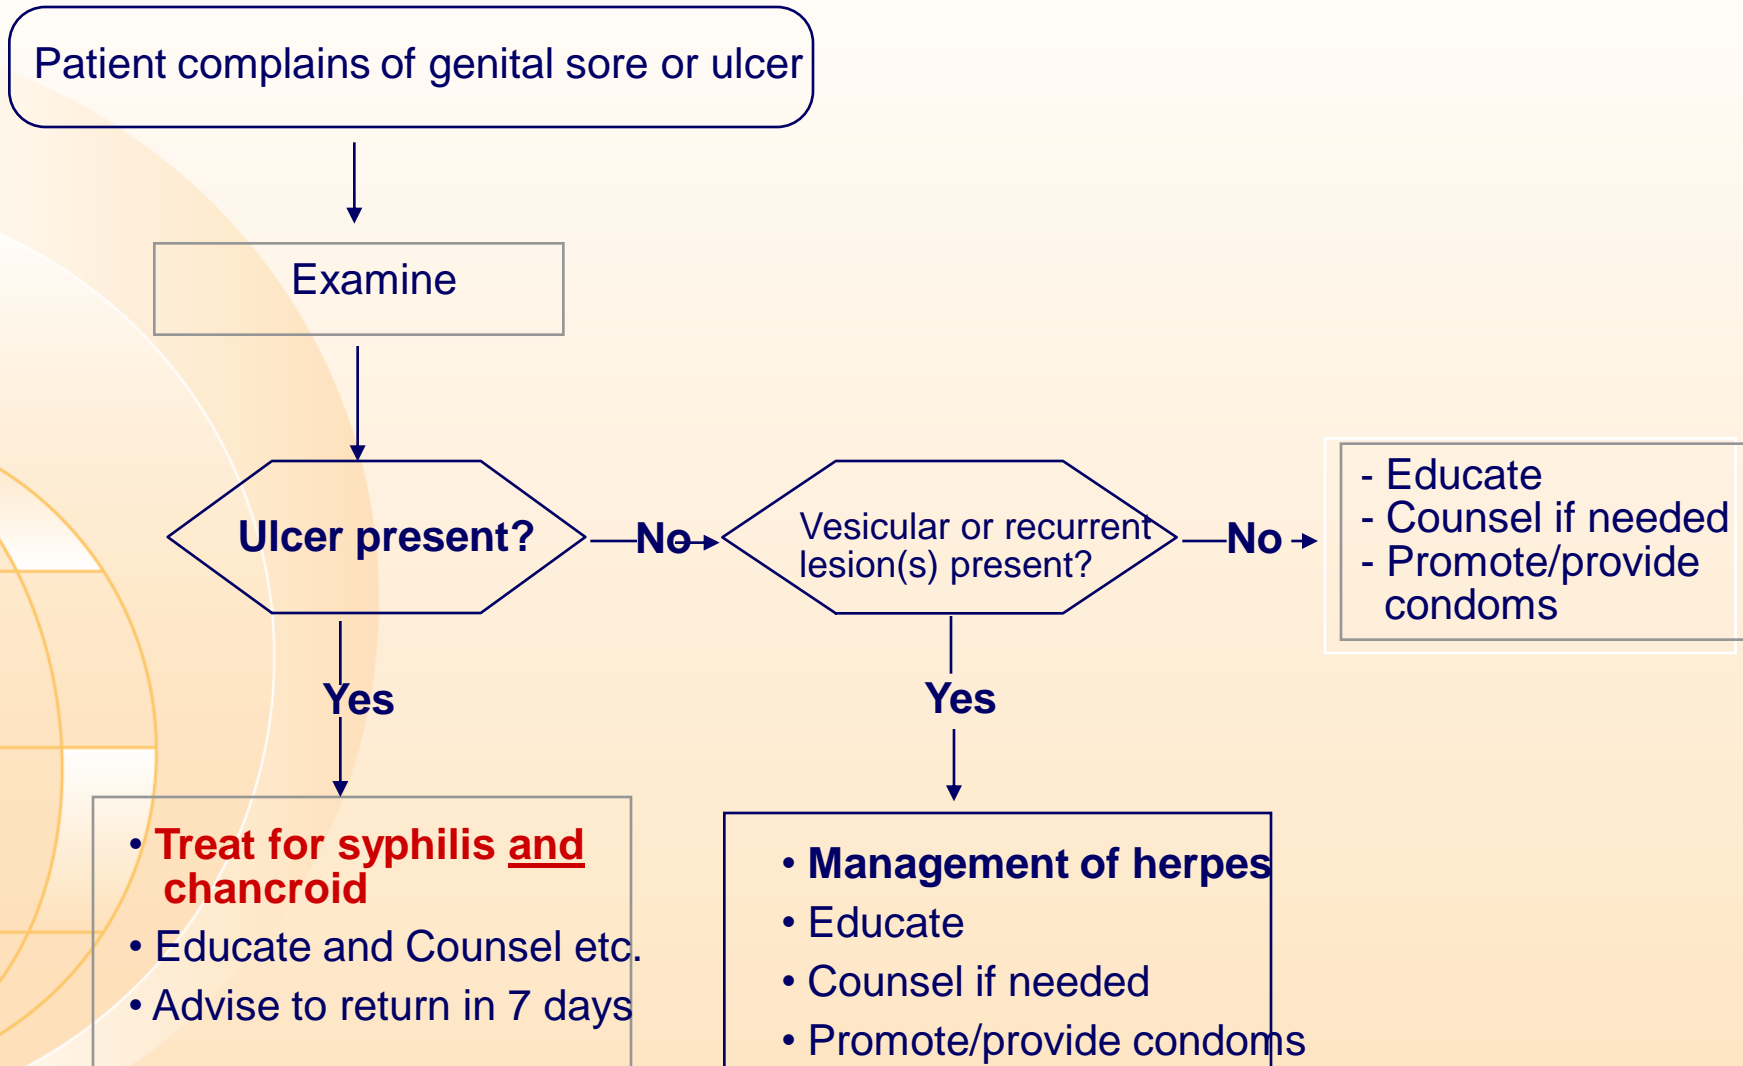 Patient complains of genital sore or ulcer
Examine
Ulcer present?
No
Vesicular or recurrent
lesion(s) present?
No
- Educate
- Counsel if needed
- Promote/provide
condoms
Yes
Yes
• Treat for syphilis and
chancroid
• Educate and Counsel etc.
• Advise to return in 7 days
• Management of herpes
• Educate
• Counsel if needed
• Promote/provide condoms